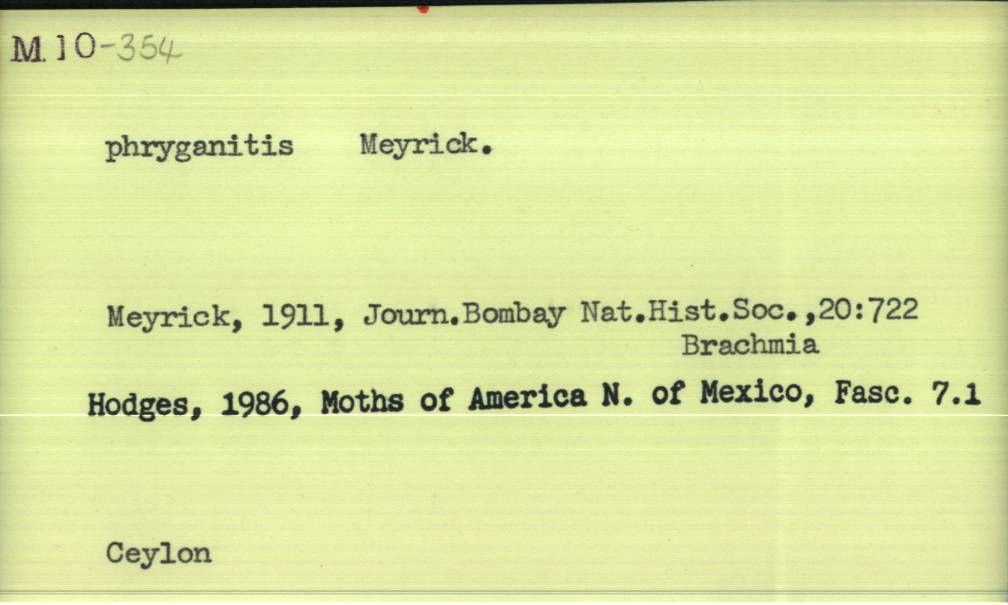 M.10-354
phryganitis Meyrick.
Meyrick, 1911, Journ.Bombay Nat.Hist.Soc.,20:722
Brachmia
Hodges, 1986, Moths of America N. of Mexico, Fasc. 7.1
Ceylon